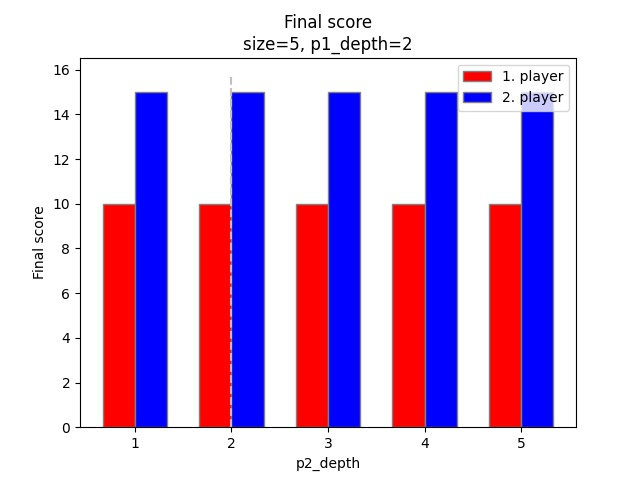 Final score
size=5, p1_depth=2
1. player
2. player
Final score
16
14
12
10
8
6
4
2
0
1 2 3 4 5
p2_depth